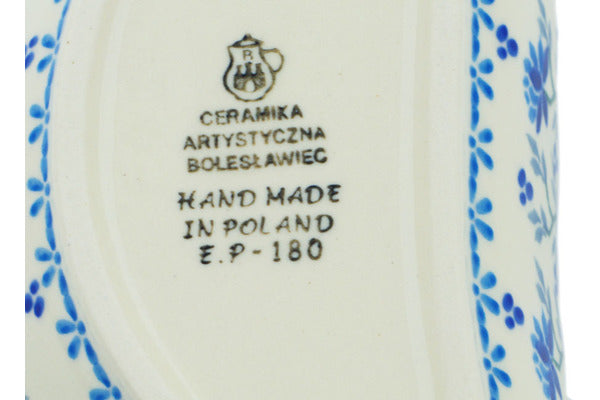 B
CERAMIKA
ARTYSTYCZNA
BOLESŁAWIEC
HAND MADE
IN POLAND
E.P-180